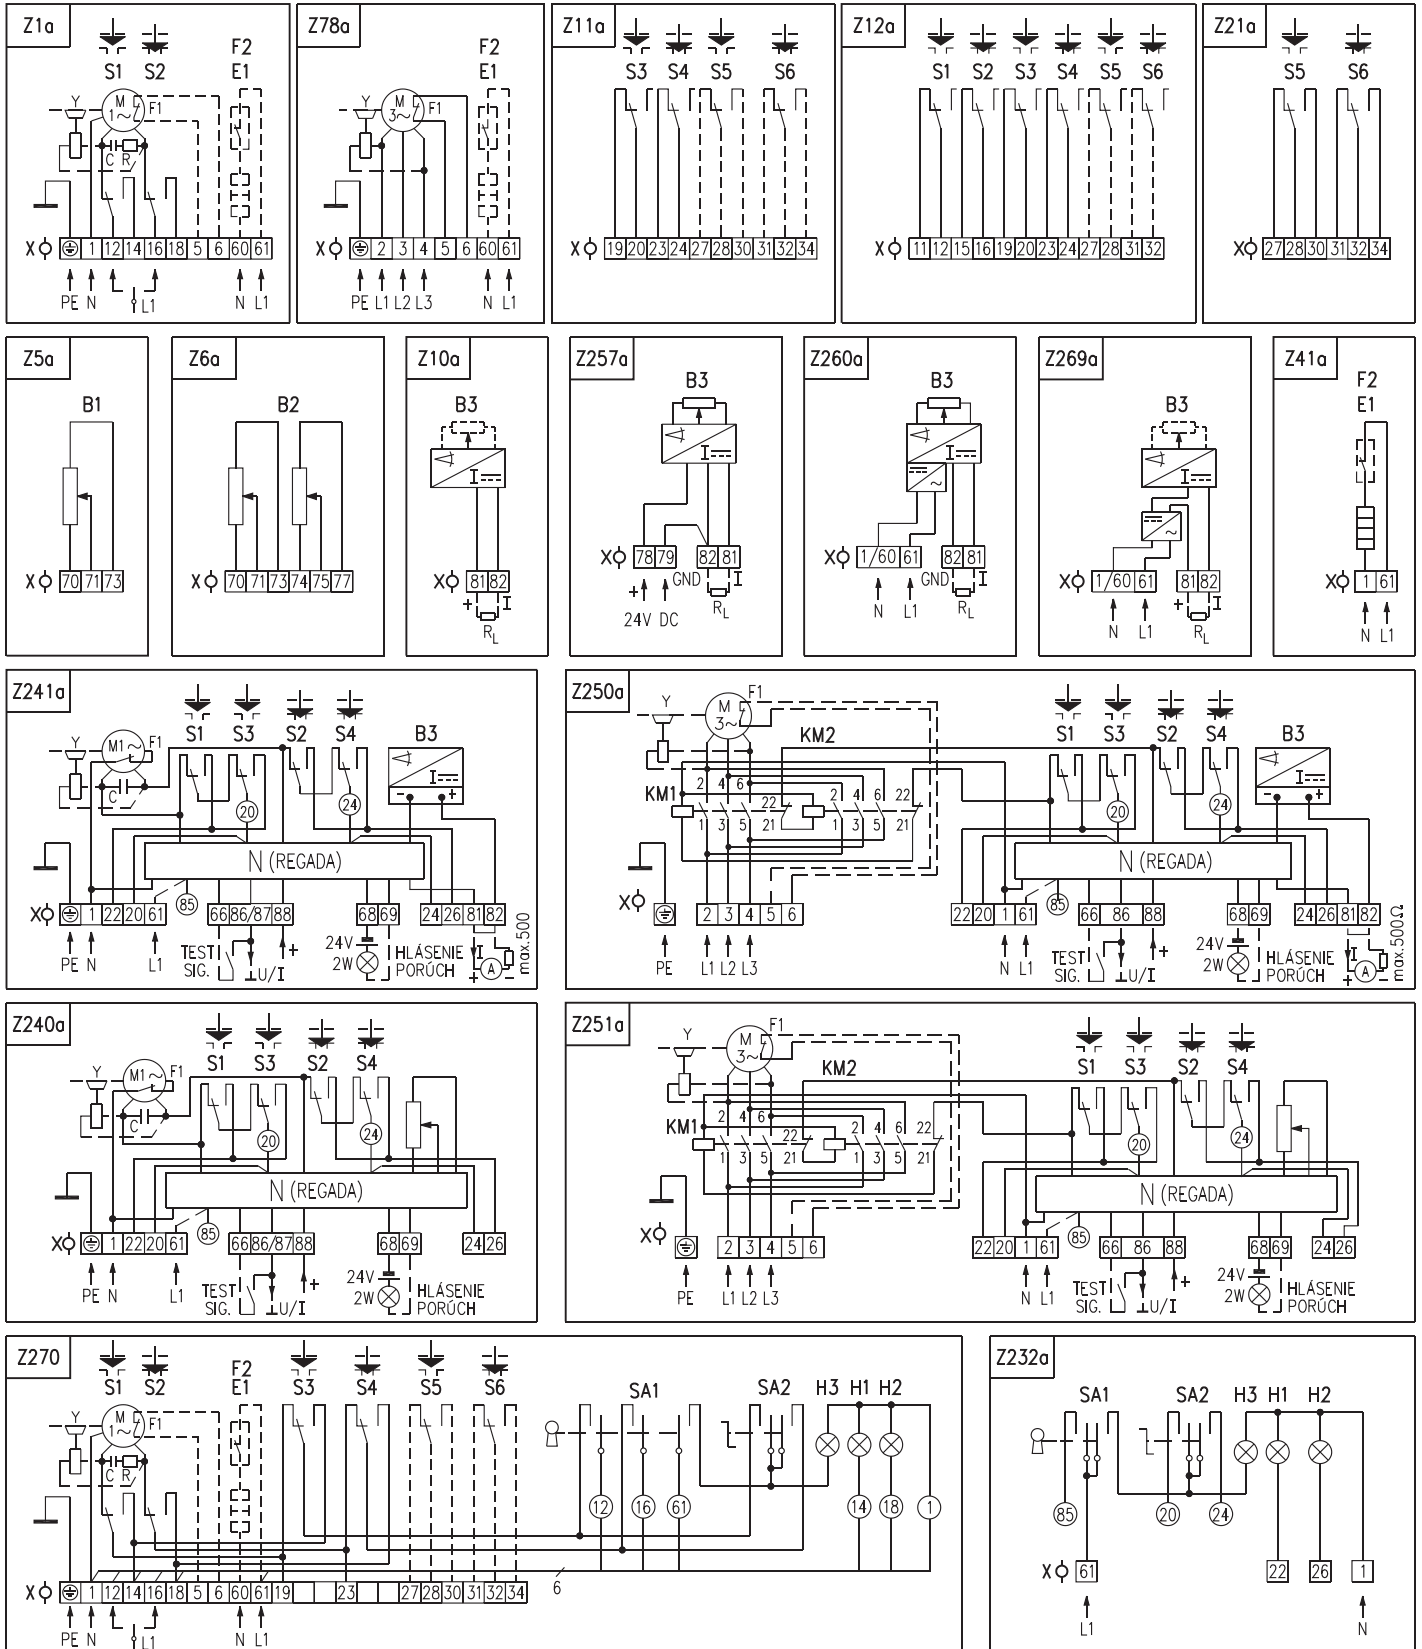 Z1a
S1 S2
F2
E1
Y M 1~ F1
C R
X PE 1 12 14 16 18 5 6 60 61
PE N L1 N L1
Z78a
F2
E1
Y M 3~ F1
X 2 3 4 5 6 60 61
PE L1 L2 L3 N L1
Z11a
S3 S4 S5 S6
X 19 20 23 24 27 28 30 31 32 34
Z12a
S1 S2 S3 S4 S5 S6
X 11 12 15 16 19 20 23 24 27 28 31 32
Z21a
S5 S6
X 27 28 30 31 32 34
Z5a
B1
X 70 71 73
Z6a
B2
X 70 71 73 74 75 77
Z10a
B3
I
X 81 82
+ I
RL
Z257a
B3
I
X 78 79 82 81
GND I
+
24V DC RL
Z260a
B3
I
~
X 1/60 61 82 81
GND I
N L1 RL
Z269a
B3
I
~
X 1/60 61 81 82
+ I
N L1 RL
Z41a
F2
E1
X 1 61
N L1
Z241a
S1 S3 S2 S4 B3
Y M1~ F1
C
I
- +
20 24
N (REGADA)
85
X 1 22 20 61 66 86/87 88 68 69 24 26 81 82
PE N L1
TEST SIG.
U/I
+
24V
2W
HLÁSENIE
PORÚCH
I
A
+
max.500
Z250a
Y M 3~ F1
KM2
S1 S3 S2 S4 B3
I
- +
2 4 6
KM1
1 3 5
22
21
2 4 6 22
1 3 5 21
20 24
N (REGADA)
85
X 2 3 4 5 6 22 20 1 61 66 86 88 68 69 24 26 81 82
PE L1 L2 L3 N L1
TEST SIG.
U/I
+
24V
2W
HLÁSENIE
PORÚCH
I
A
+
max.500Ω
Z240a
S1 S3 S2 S4
Y M1~ F1
C
20 24
N (REGADA)
85
X 1 22 20 61 66 86/87 88 68 69 24 26
PE N L1
TEST SIG.
U/I
+
24V
2W
HLÁSENIE
PORÚCH
Z251a
Y M 3~ F1
KM2
S1 S3 S2 S4
2 4 6
KM1
1 3 5
22
21
2 4 6 22
1 3 5 21
20 24
N (REGADA)
85
X 2 3 4 5 6 22 20 1 61 66 86 88 68 69 24 26
PE L1 L2 L3 N L1
TEST SIG.
U/I
+
24V
2W
HLÁSENIE
PORÚCH
Z270
S1 S2
F2
E1
S3 S4 S5 S6 SA1 SA2 H3 H1 H2
Y M 1~ F1
C R
12 16 61 14 18 1
6
X 1 12 14 16 18 5 6 60 61 19 23 27 28 30 31 32 34
PE N L1 N L1
Z232a
SA1 SA2 H3 H1 H2
85 20 24
X 61 22 26 1
L1 N